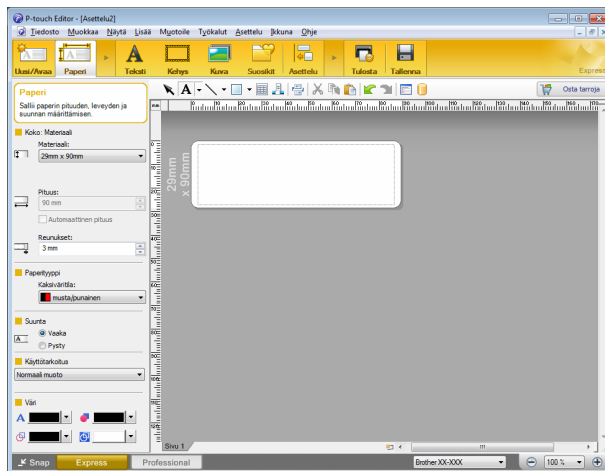 P-touch Editor - [Asettelu2]
Tiedosto Muokkaa Näytä Lisää Muotoile Työkalut Asettelu Ikkuna Ohje
Uusi/Avaa Paperi Teksti Kehys Kuva Suosikit Asettelu Tulosta Tallenna Express
Paperi
Sallii paperin pituuden, leveyden ja
suunnan määrittämisen.
Osta tarroja
Koko: Materiaali
Materiaali:
29mm x 90mm
29mm
x 90mm
Pituus:
90 mm
Automaattinen pituus
Reunukset:
3 mm
Paperityyppi
Kaksiväritila:
musta/punainen
Suunta
Vaaka
Pysty
Käyttötarkoitus
Normaali muoto
Väri
Sivu 1
Snap Express Professional
Brother XX-XXX
100 %